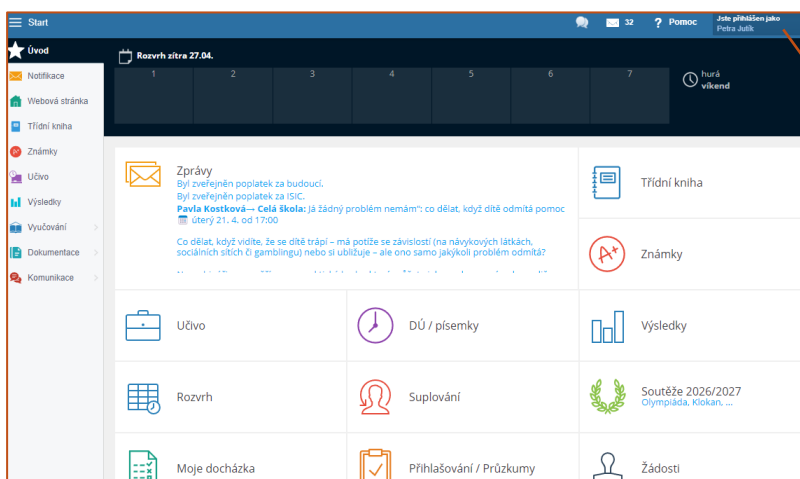 Start
32
? Pomoc
Jste přihlášen jako
Petra Julík
Úvod
Notifikace
Webová stránka
Třídní kniha
Známky
Učivo
Výsledky
Vyučování
Dokumentace
Komunikace
Rozvrh zítra 27.04.
1 2 3 4 5 6 7
hurá
víkend
Zprávy
Byl zveřejněn poplatek za budoucí.
Byl zveřejněn poplatek za ISIC.
Pavla Kostková→ Celá škola: Já žádný problém nemám": co dělat, když dítě odmítá pomoc
úterý 21. 4. od 17:00
Co dělat, když vidíte, že se dítě trápí – má potíže se závislostí (na návykových látkách,
sociálních sítích či gamblingu) nebo si ubližuje – ale ono samo jakýkoli problém odmítá?
Třídní kniha
A+
Známky
Učivo
DÚ / písemky
Výsledky
Rozvrh
Suplování
Soutěže 2026/2027
Olympiáda, Klokan, ...
Moje docházka
Přihlašování / Průzkumy
Žádosti